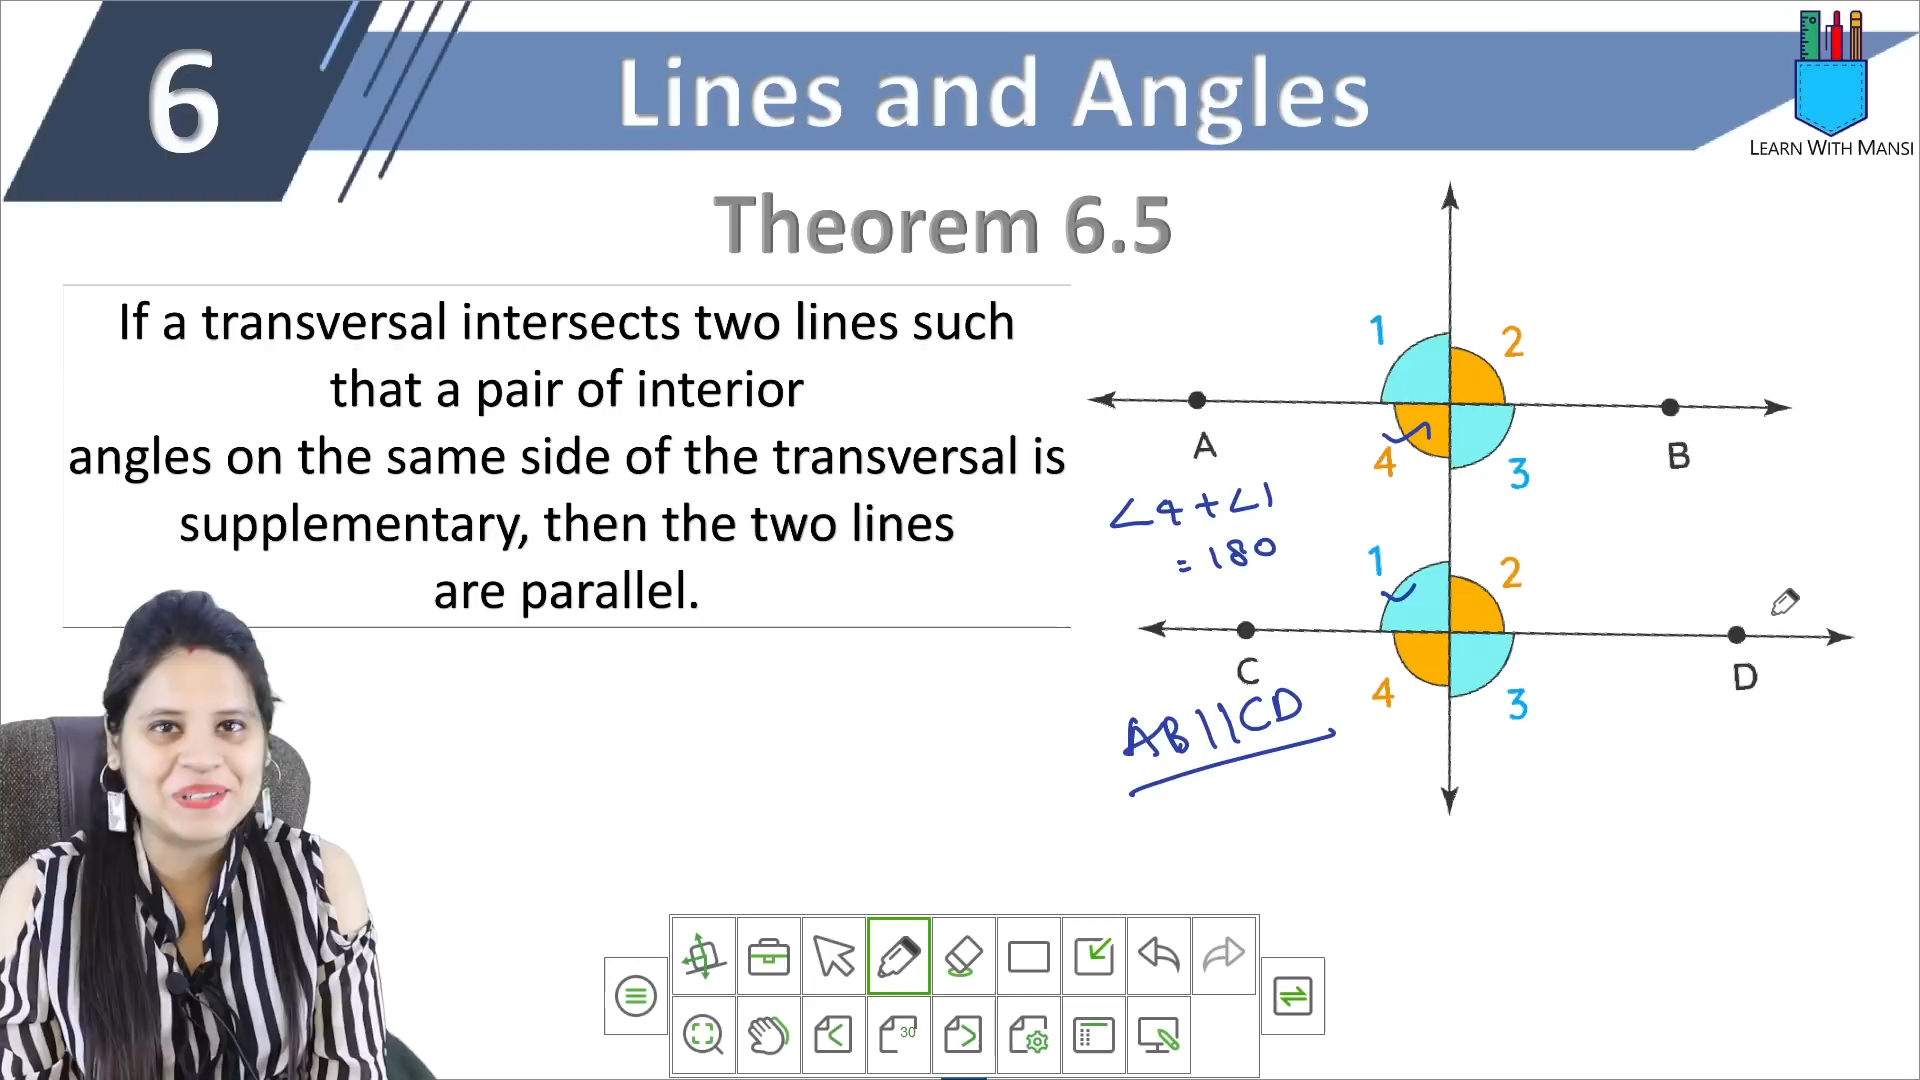 6
Lines and Angles
LEARN WITH MANSI
Theorem 6.5
If a transversal intersects two lines such
that a pair of interior
angles on the same side of the transversal is
supplementary, then the two lines
are parallel.
1 2
A B
4 3
∠4+∠1
=180
1 2
C D
4 3
AB||CD
30